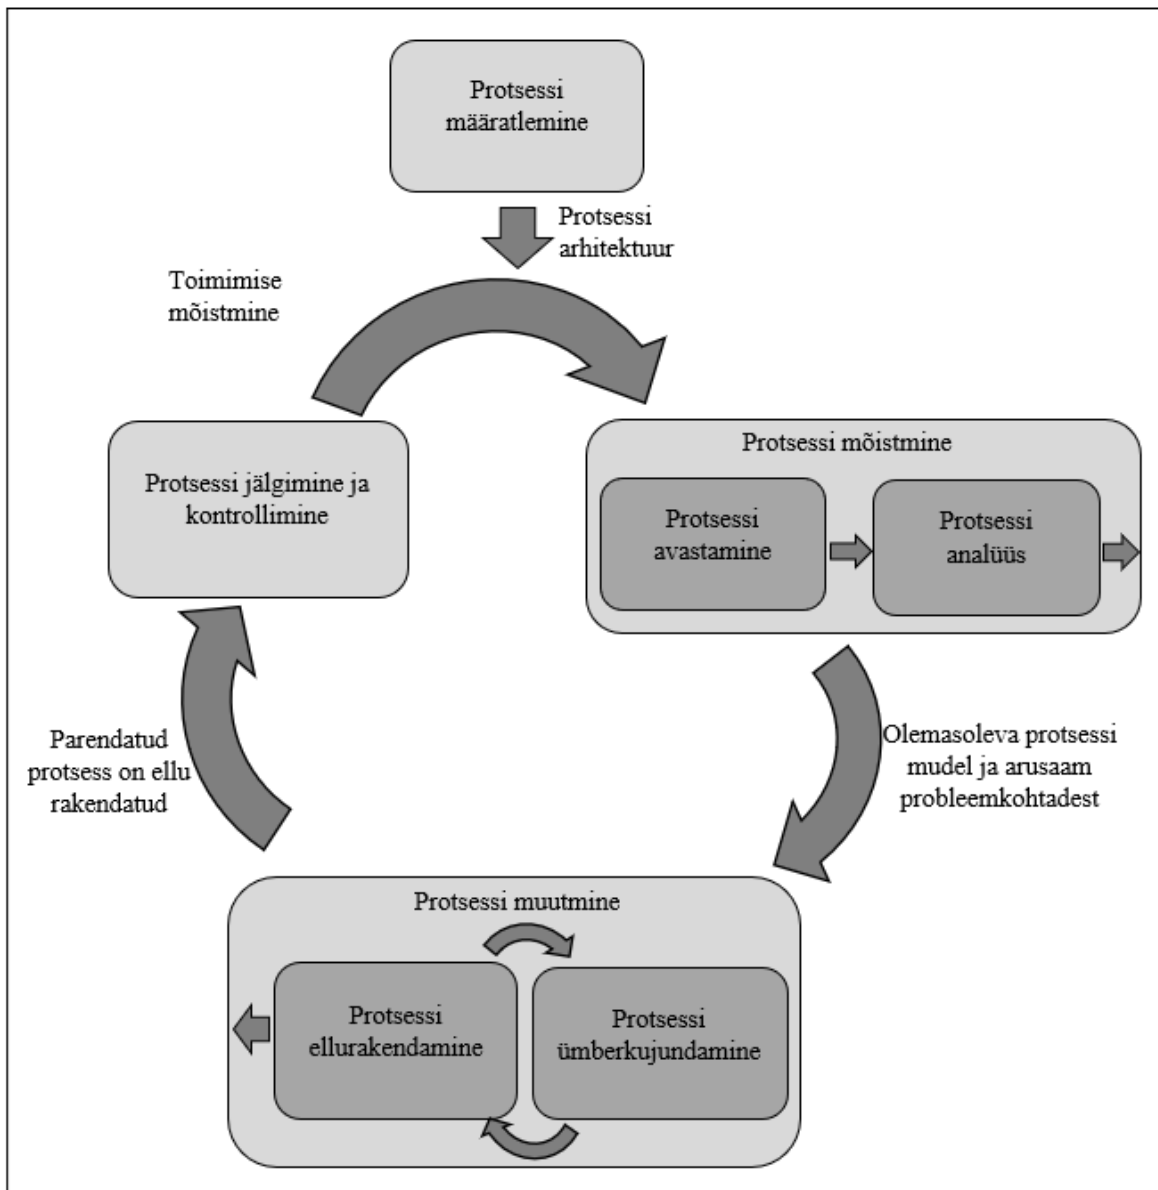 Protsessi
määratlemine
Protsessi
arhitektuur
Toimimise
mõistmine
Protsessi mõistmine
Protsessi
avastamine
Protsessi
analüüs
Protsessi jälgimine ja
kontrollimine
Olemasoleva protsessi
mudel ja arusaam
probleemkohtadest
Parendatud
protsess on ellu
rakendatud
Protsessi muutmine
Protsessi
ellurakendamine
Protsessi
ümberkujundamine